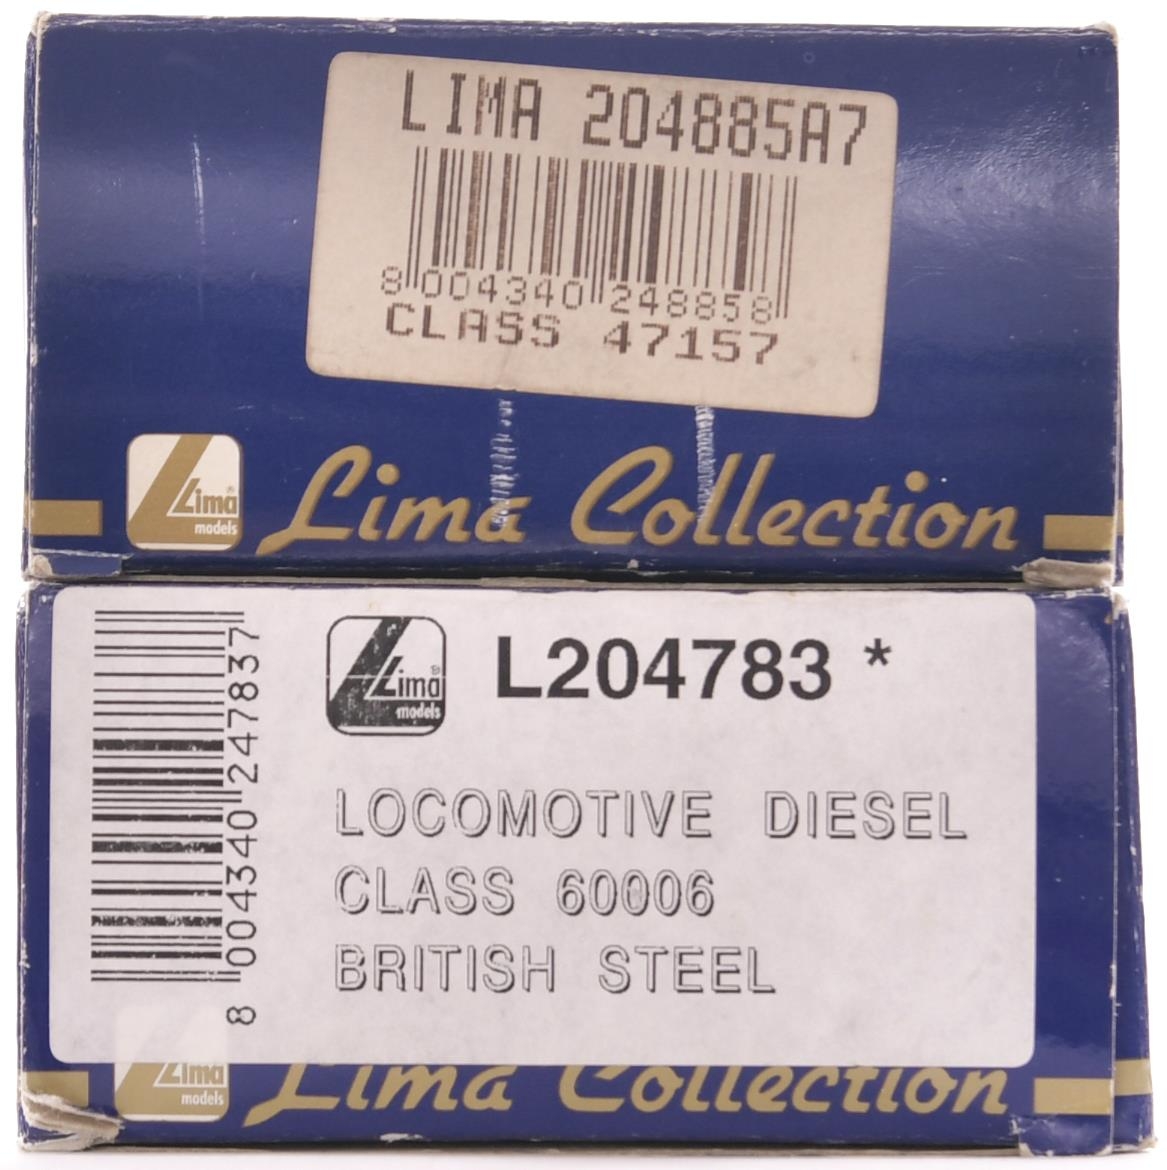 LIMA 204885A7
8 004340 248858
CLASS 47157
Lima®
models
Lima Collection
8 004340 247837
Lima®
models
L204783 *
LOCOMOTIVE DIESEL
CLASS 60006
BRITISH STEEL
Lima
models
Lima Collection